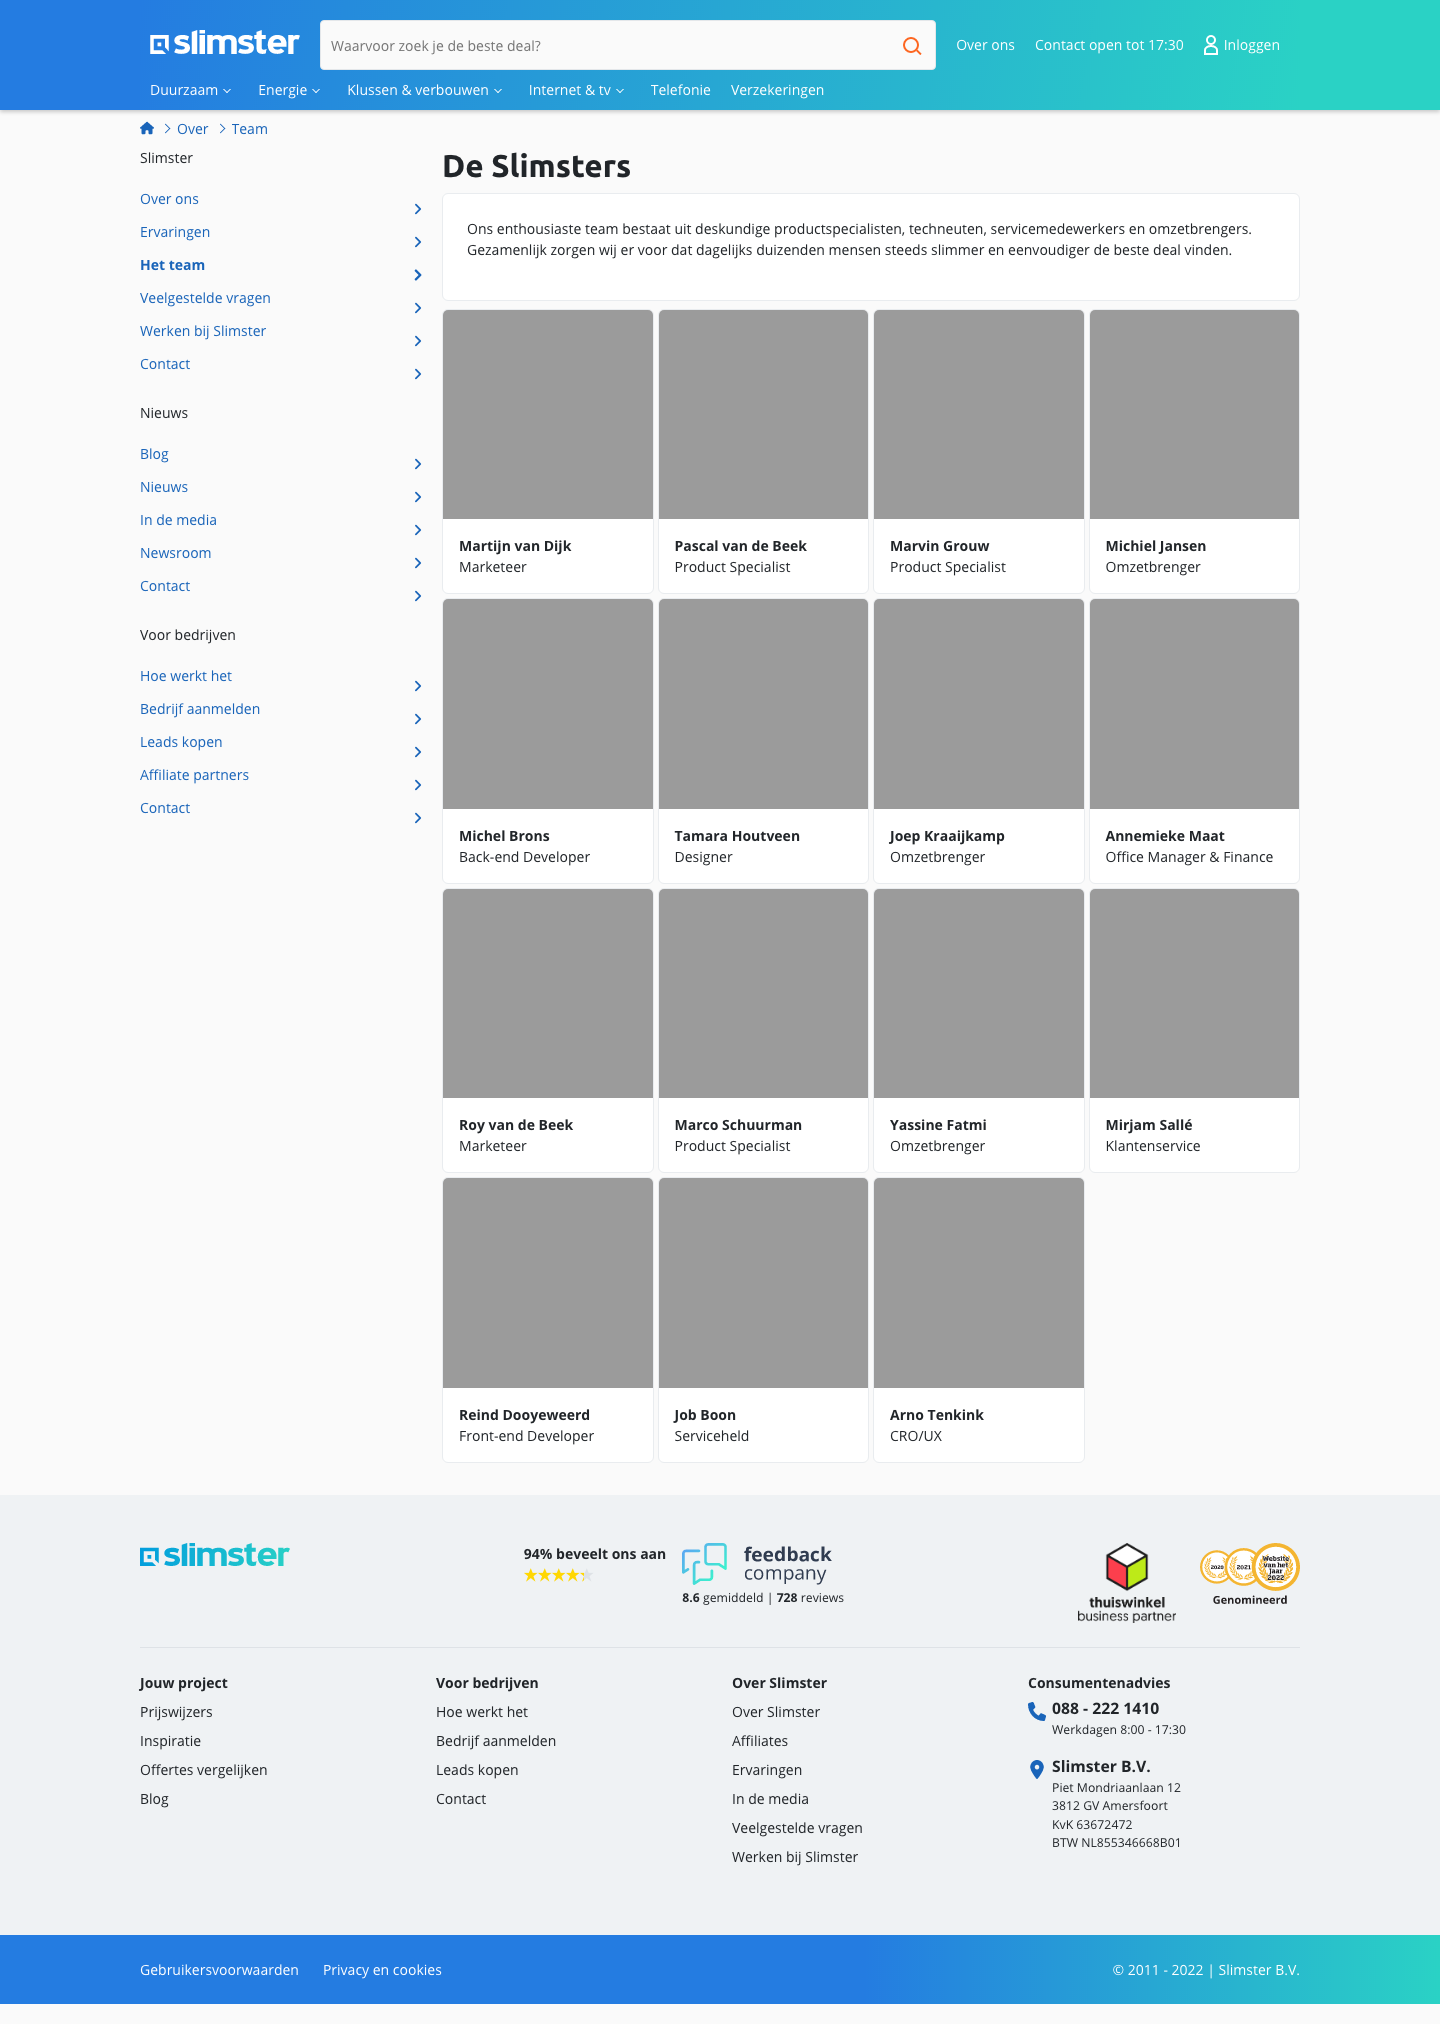 slimster
Waarvoor zoek je de beste deal?
Over ons
Contact open tot 17:30
Inloggen
Duurzaam
Energie
Klussen & verbouwen
Internet & tv
Telefonie
Verzekeringen
Over
Team
Slimster
Over ons
Ervaringen
Het team
Veelgestelde vragen
Werken bij Slimster
Contact
Nieuws
Blog
Nieuws
In de media
Newsroom
Contact
Voor bedrijven
Hoe werkt het
Bedrijf aanmelden
Leads kopen
Affiliate partners
Contact
De Slimsters
Ons enthousiaste team bestaat uit deskundige productspecialisten, techneuten, servicemedewerkers en omzetbrengers.
Gezamenlijk zorgen wij er voor dat dagelijks duizenden mensen steeds slimmer en eenvoudiger de beste deal vinden.
Martijn van Dijk
Marketeer
Pascal van de Beek
Product Specialist
Marvin Grouw
Product Specialist
Michiel Jansen
Omzetbrenger
Michel Brons
Back-end Developer
Tamara Houtveen
Designer
Joep Kraaijkamp
Omzetbrenger
Annemieke Maat
Office Manager & Finance
Roy van de Beek
Marketeer
Marco Schuurman
Product Specialist
Yassine Fatmi
Omzetbrenger
Mirjam Sallé
Klantenservice
Reind Dooyeweerd
Front-end Developer
Job Boon
Serviceheld
Arno Tenkink
CRO/UX
slimster
94% beveelt ons aan
feedback
company
8.6 gemiddeld | 728 reviews
thuiswinkel
business partner
2020
2021
Website
van het
Jaar
2022
Genomineerd
Jouw project
Prijswijzers
Inspiratie
Offertes vergelijken
Blog
Voor bedrijven
Hoe werkt het
Bedrijf aanmelden
Leads kopen
Contact
Over Slimster
Over Slimster
Affiliates
Ervaringen
In de media
Veelgestelde vragen
Werken bij Slimster
Consumentenadvies
088 - 222 1410
Werkdagen 8:00 - 17:30
Slimster B.V.
Piet Mondriaanlaan 12
3812 GV Amersfoort
KvK 63672472
BTW NL855346668B01
Gebruikersvoorwaarden
Privacy en cookies
© 2011 - 2022 | Slimster B.V.